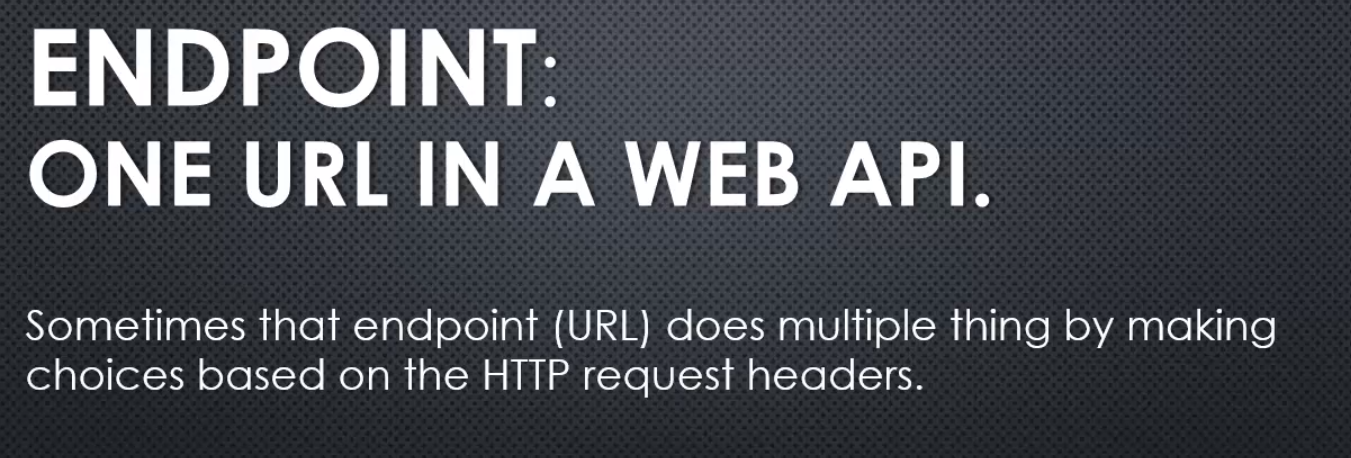 ENDPOINT:
ONE URL IN A WEB API.
Sometimes that endpoint (URL) does multiple thing by making
choices based on the HTTP request headers.